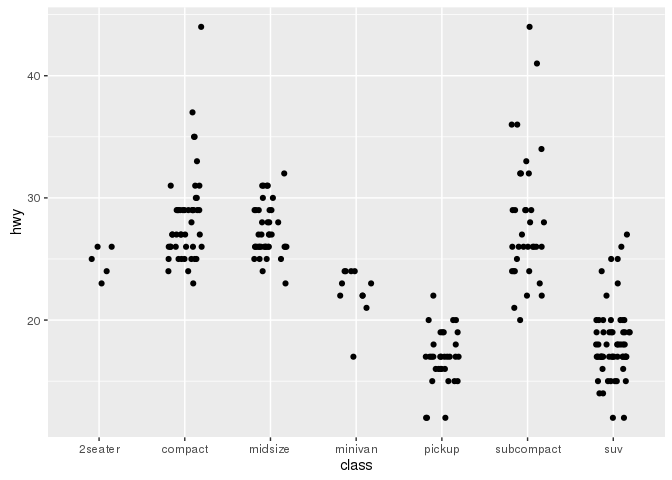 40
30
20
hwy
2seater compact midsize minivan pickup subcompact suv
class